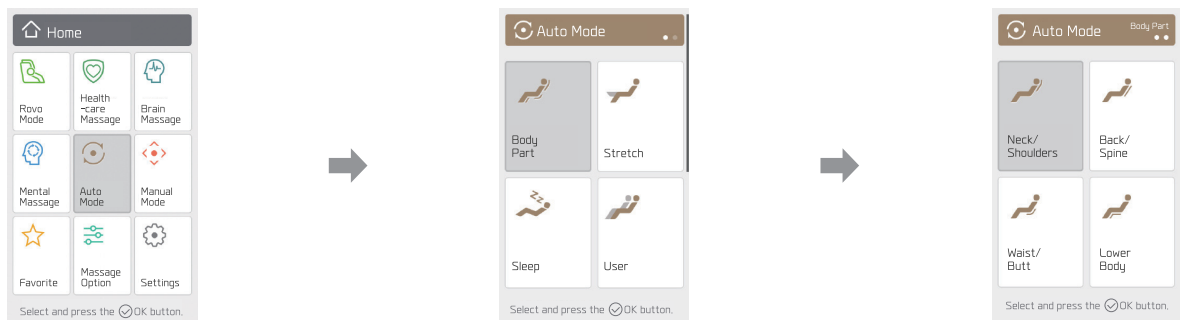 Home
Rovo
Mode
Health
-care
Massage
Brain
Massage
Mental
Massage
Auto
Mode
Manual
Mode
Favorite
Massage
Option
Settings
Select and press the OK button.
Auto Mode
Body
Part
Stretch
Sleep
User
Select and press the OK button.
Auto Mode
Body Part
Neck/
Shoulders
Back/
Spine
Waist/
Butt
Lower
Body
Select and press the OK button.